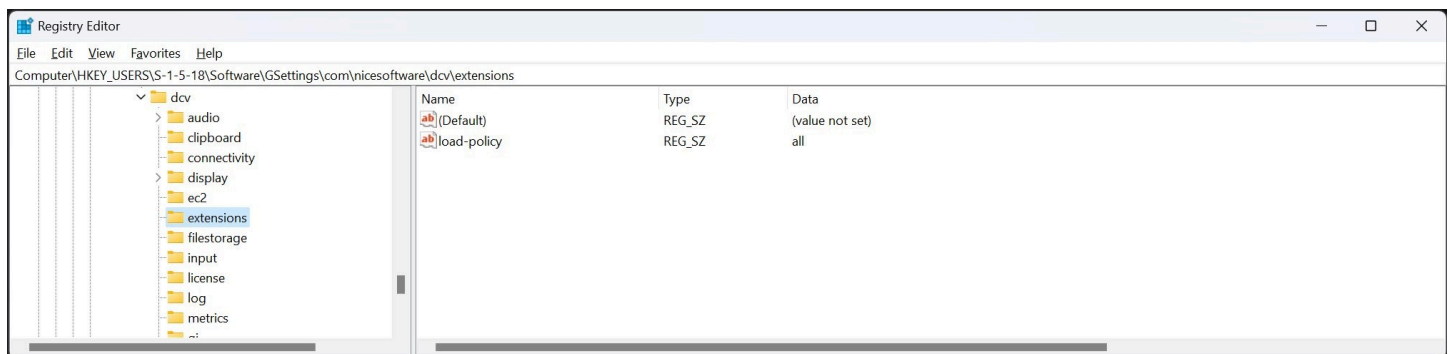 Registry Editor
File Edit View Favorites Help
Computer\HKEY_USERS\S-1-5-18\Software\GSettings\com\nicesoftware\dcv\extensions
dcv
audio
clipboard
connectivity
display
ec2
extensions
filestorage
input
license
log
metrics
Name Type Data
(Default) REG_SZ (value not set)
load-policy REG_SZ all